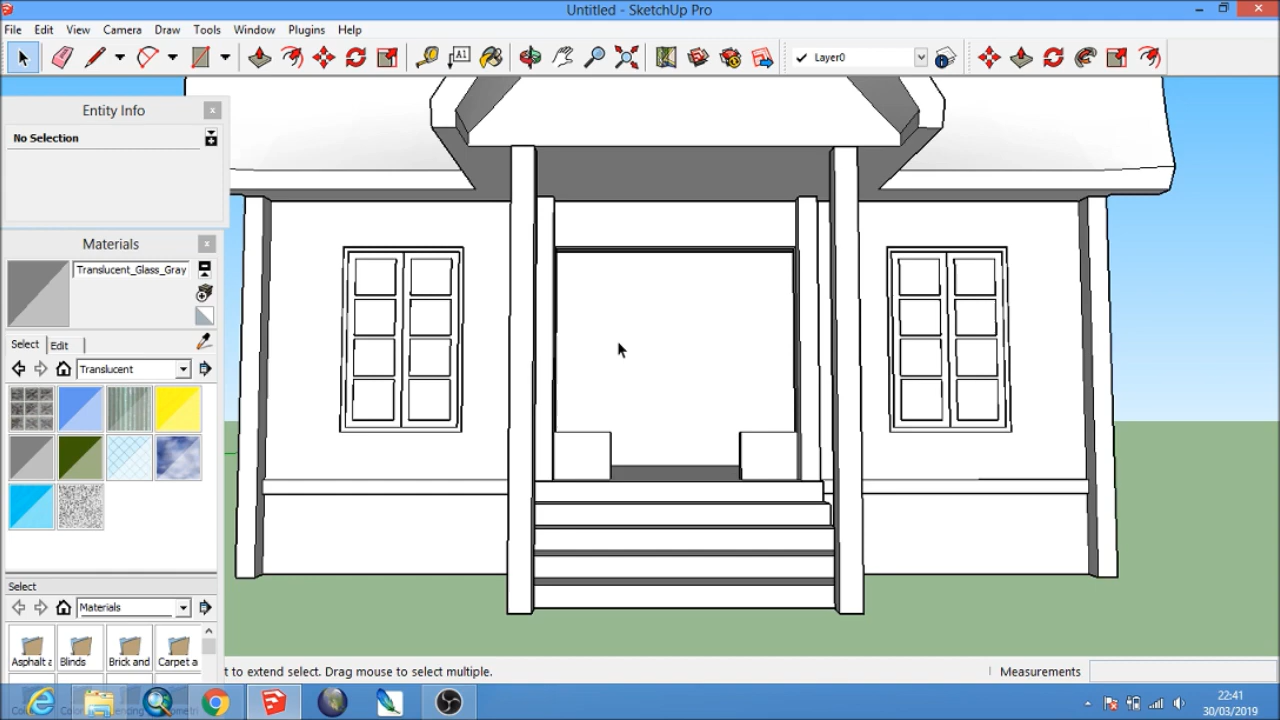 Untitled - SketchUp Pro
File Edit View Camera Draw Tools Window Plugins Help
A1
Layer0
Entity Info
No Selection
Materials
Translucent_Glass_Gray
Select Edit
Translucent
Select
Materials
Asphalt a Blinds Brick and Carpet a
t to extend select. Drag mouse to select multiple.
Measurements
22:41
30/03/2019